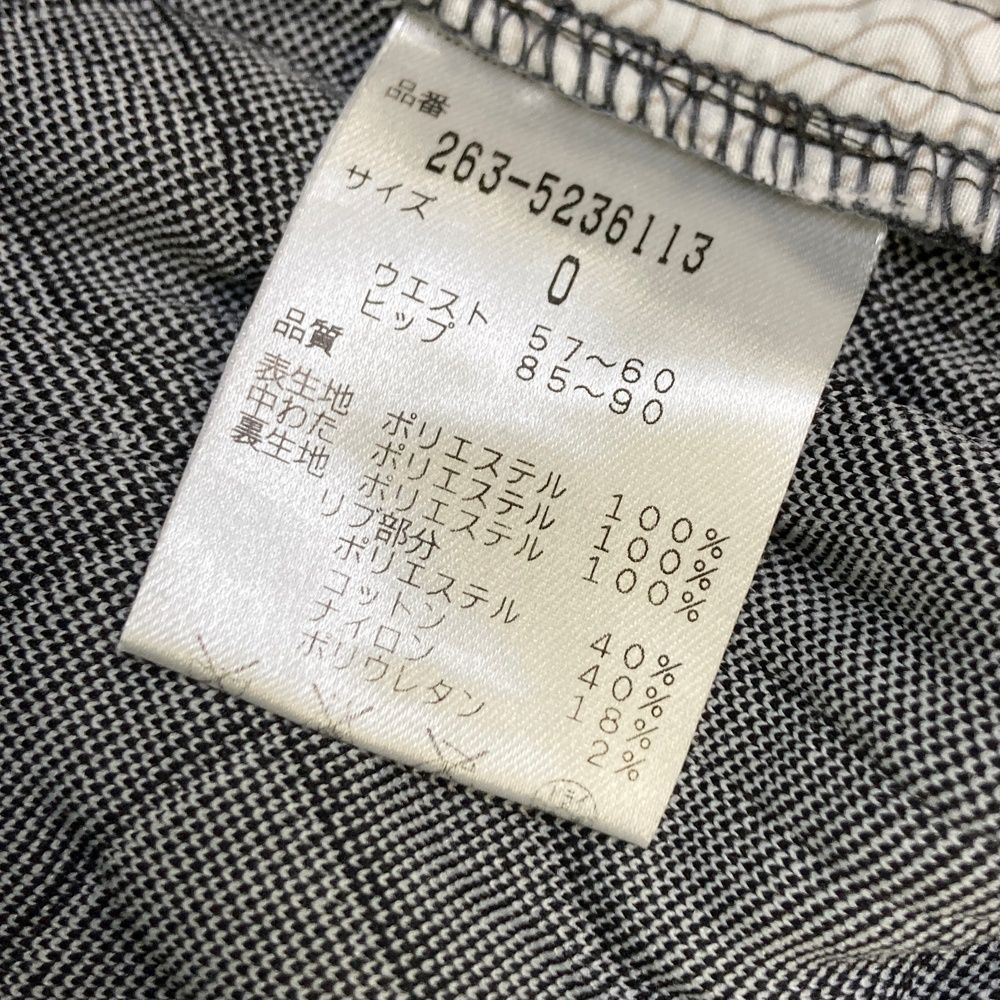 品番
263-5236113
サイズ
0
ウエスト 57〜60
ヒップ 85〜90
品質
表生地 ポリエステル 100%
中わた ポリエステル 100%
裏生地 ポリエステル 100%
リブ部分
ポリエステル 40%
コットン 40%
ナイロン 18%
ポリウレタン 2%